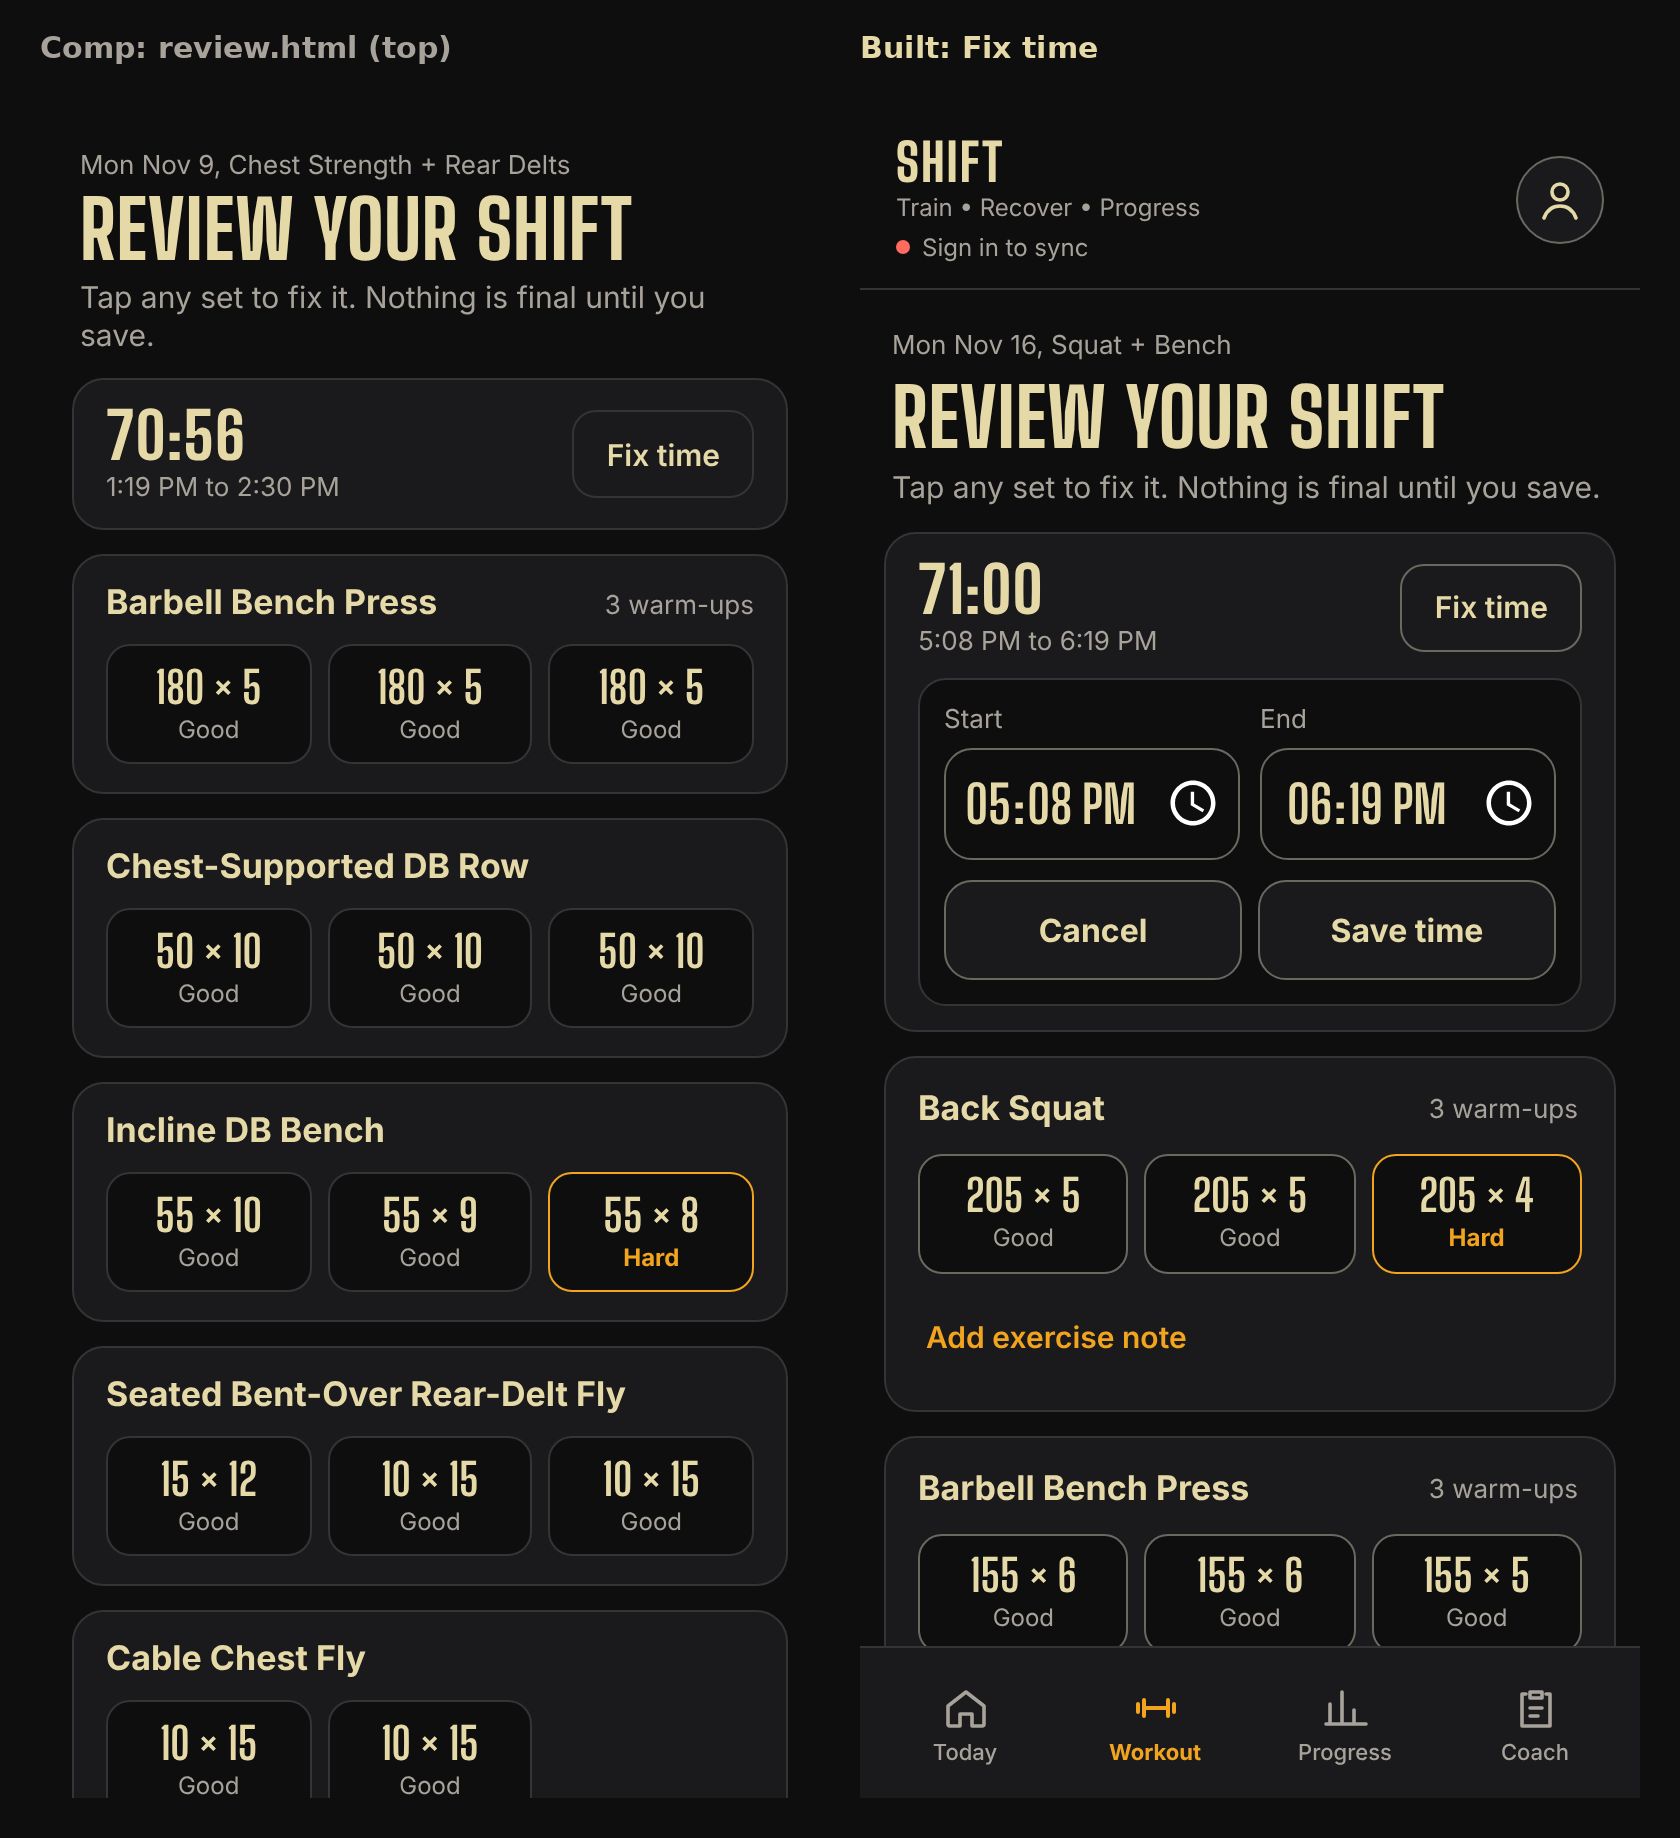 Comp: review.html (top)
Mon Nov 9, Chest Strength + Rear Delts
REVIEW YOUR SHIFT
Tap any set to fix it. Nothing is final until you
save.
70:56
1:19 PM to 2:30 PM
Fix time
Barbell Bench Press
3 warm-ups
180 × 5
180 × 5
180 × 5
Good
Good
Good
Chest-Supported DB Row
50 × 10
50 × 10
50 × 10
Good
Good
Good
Incline DB Bench
55 × 10
55 × 9
55 × 8
Good
Good
Hard
Seated Bent-Over Rear-Delt Fly
15 × 12
10 × 15
10 × 15
Good
Good
Good
Cable Chest Fly
10 × 15
10 × 15
Good
Good
Built: Fix time
SHIFT
Train • Recover • Progress
Sign in to sync
Mon Nov 16, Squat + Bench
REVIEW YOUR SHIFT
Tap any set to fix it. Nothing is final until you save.
71:00
5:08 PM to 6:19 PM
Fix time
Start
End
05:08 PM
06:19 PM
Cancel
Save time
Back Squat
3 warm-ups
205 × 5
205 × 5
205 × 4
Good
Good
Hard
Add exercise note
Barbell Bench Press
3 warm-ups
155 × 6
155 × 6
155 × 5
Good
Good
Good
Today
Workout
Progress
Coach